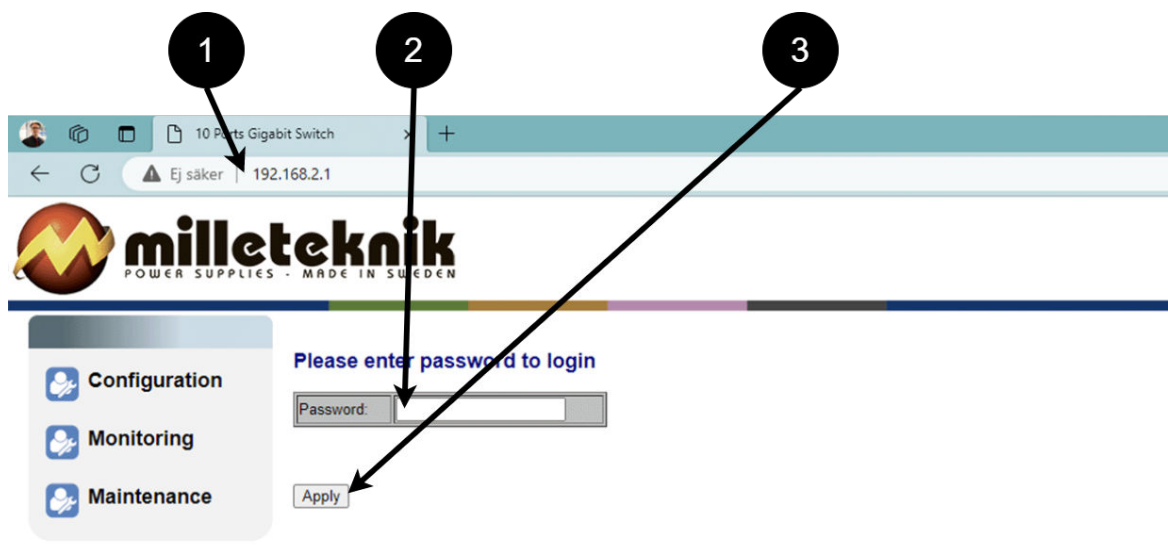 1 2 3
10 Ports Gigabit Switch
Ej säker 192.168.2.1
milleteknik
POWER SUPPLIES - MADE IN SWEDEN
Please enter password to login
Configuration
Password:
Monitoring
Maintenance
Apply